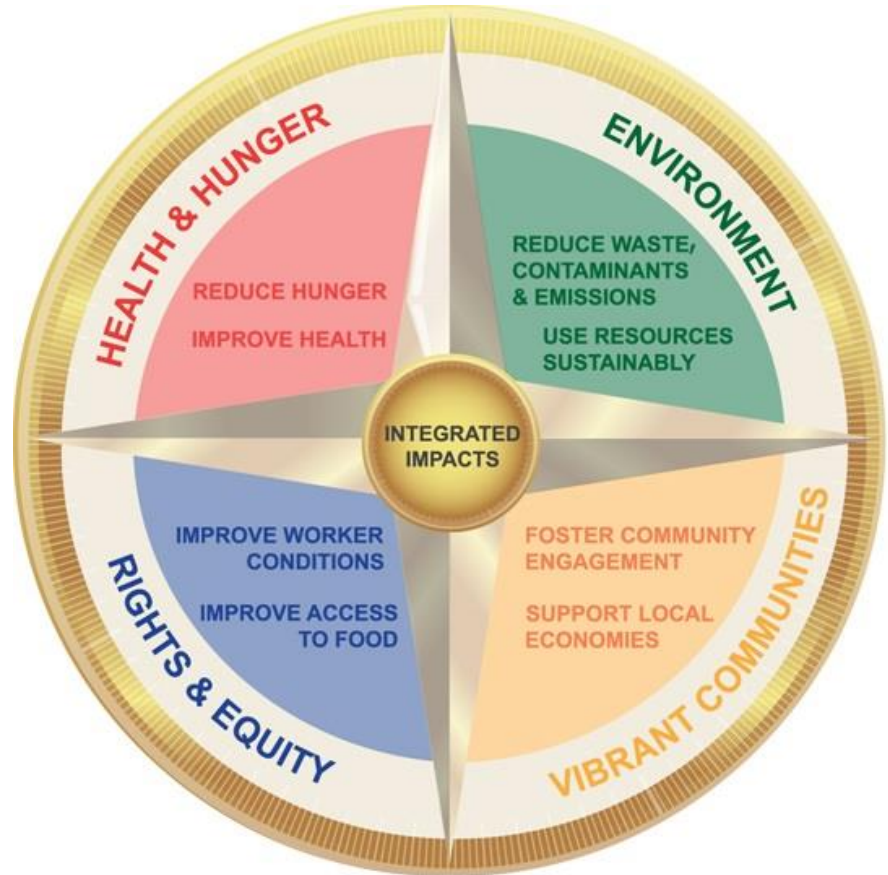 HEALTH & HUNGER
REDUCE HUNGER
IMPROVE HEALTH
ENVIRONMENT
REDUCE WASTE,
CONTAMINANTS
& EMISSIONS
USE RESOURCES
SUSTAINABLY
INTEGRATED
IMPACTS
RIGHTS & EQUITY
IMPROVE WORKER
CONDITIONS
IMPROVE ACCESS
TO FOOD
VIBRANT COMMUNITIES
FOSTER COMMUNITY
ENGAGEMENT
SUPPORT LOCAL
ECONOMIES